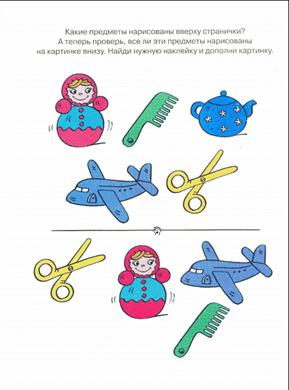 Какие предметы нарисованы вверху странички?
А теперь проверь, все ли эти предметы нарисованы
на картинке внизу. Найди нужную наклейку и дополни картинку.